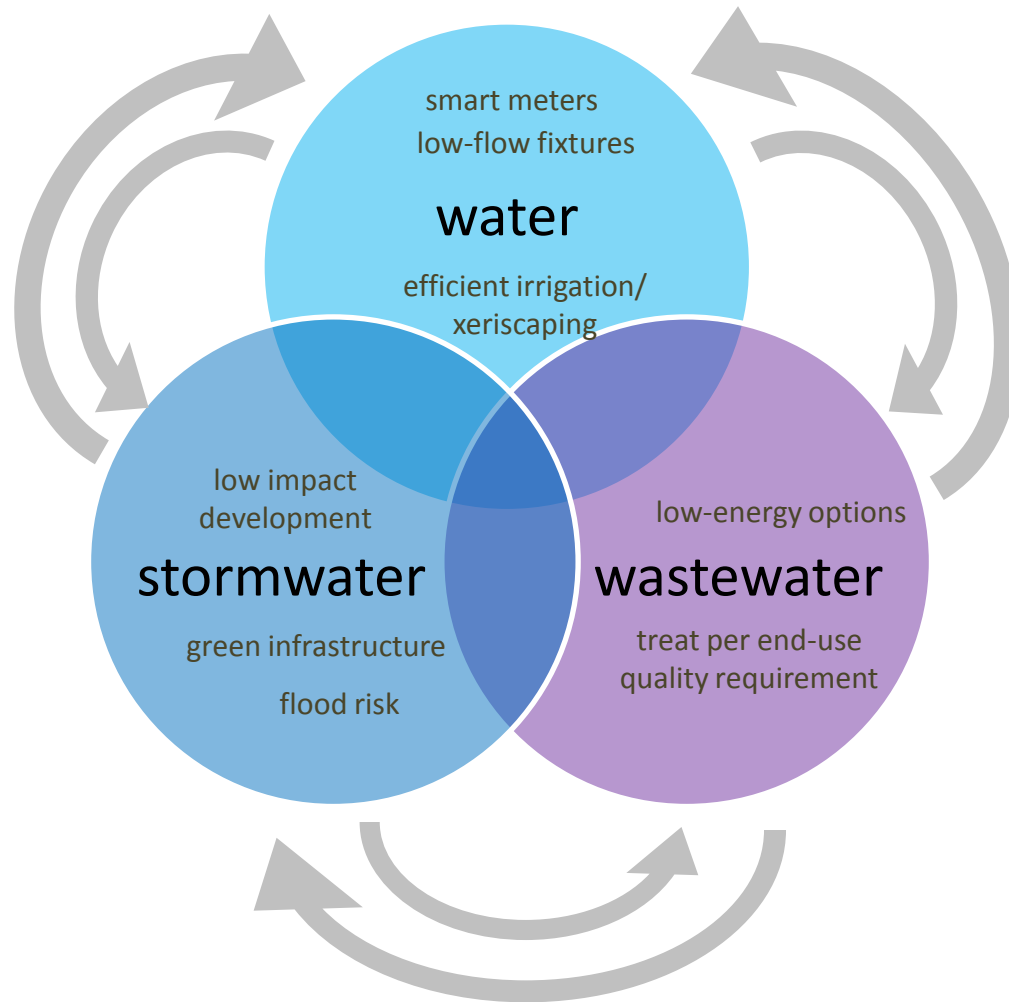 smart meters
low-flow fixtures
water
efficient irrigation/
xeriscaping
low impact
development
stormwater
green infrastructure
flood risk
low-energy options
wastewater
treat per end-use
quality requirement